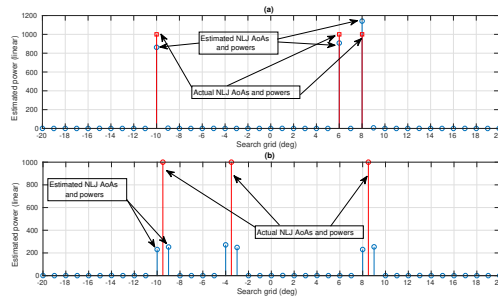 (a)
1200
1000
800
600
400
200
0
Estimated power (linear)
Estimated NLJ AoAs
and powers
Actual NLJ AoAs and powers
-20 -18 -16 -14 -12 -10 -8 -6 -4 -2 0 2 4 6 8 10 12 14 16 18 20
Search grid (deg)
(b)
1000
800
600
400
200
0
Estimated power (linear)
Estimated NLJ AoAs
and powers
Actual NLJ AoAs and powers
-20 -18 -16 -14 -12 -10 -8 -6 -4 -2 0 2 4 6 8 10 12 14 16 18 20
Search grid (deg)